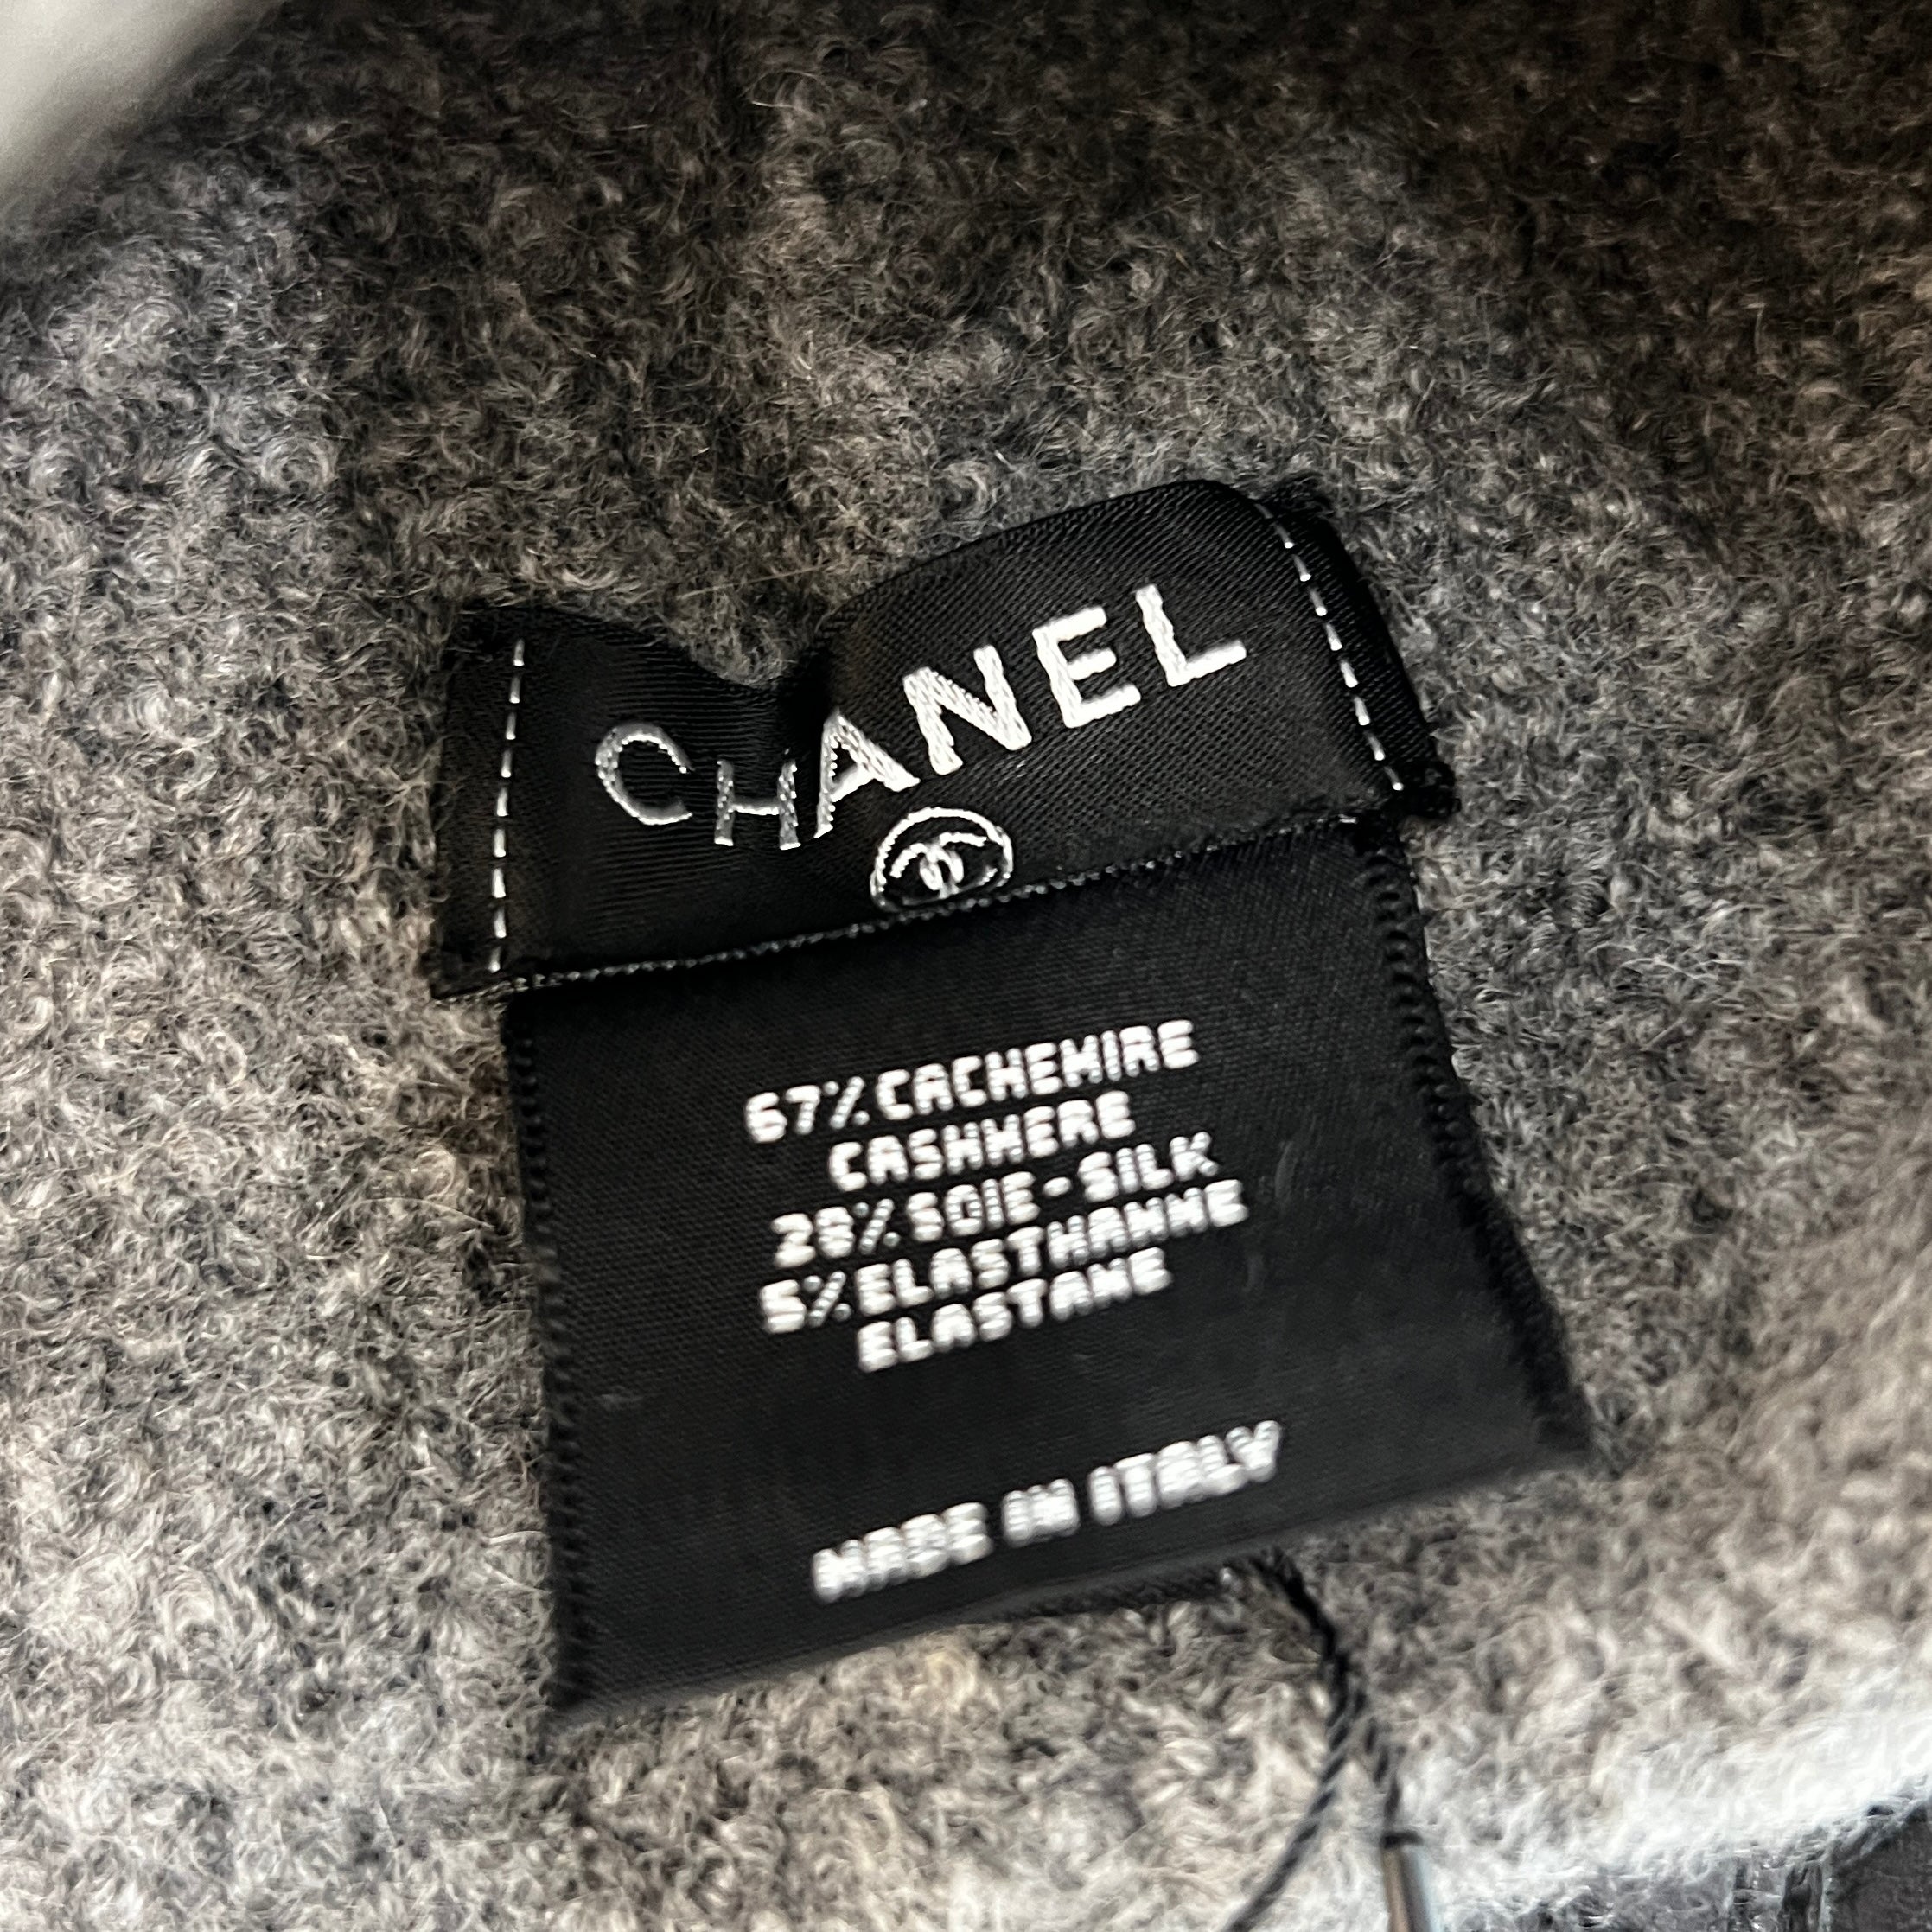 CHANEL
67% CACHEMIRE
CASHMERE
28% SOIE - SILK
5% ELASTHANNE
ELASTANE
MADE IN ITALY